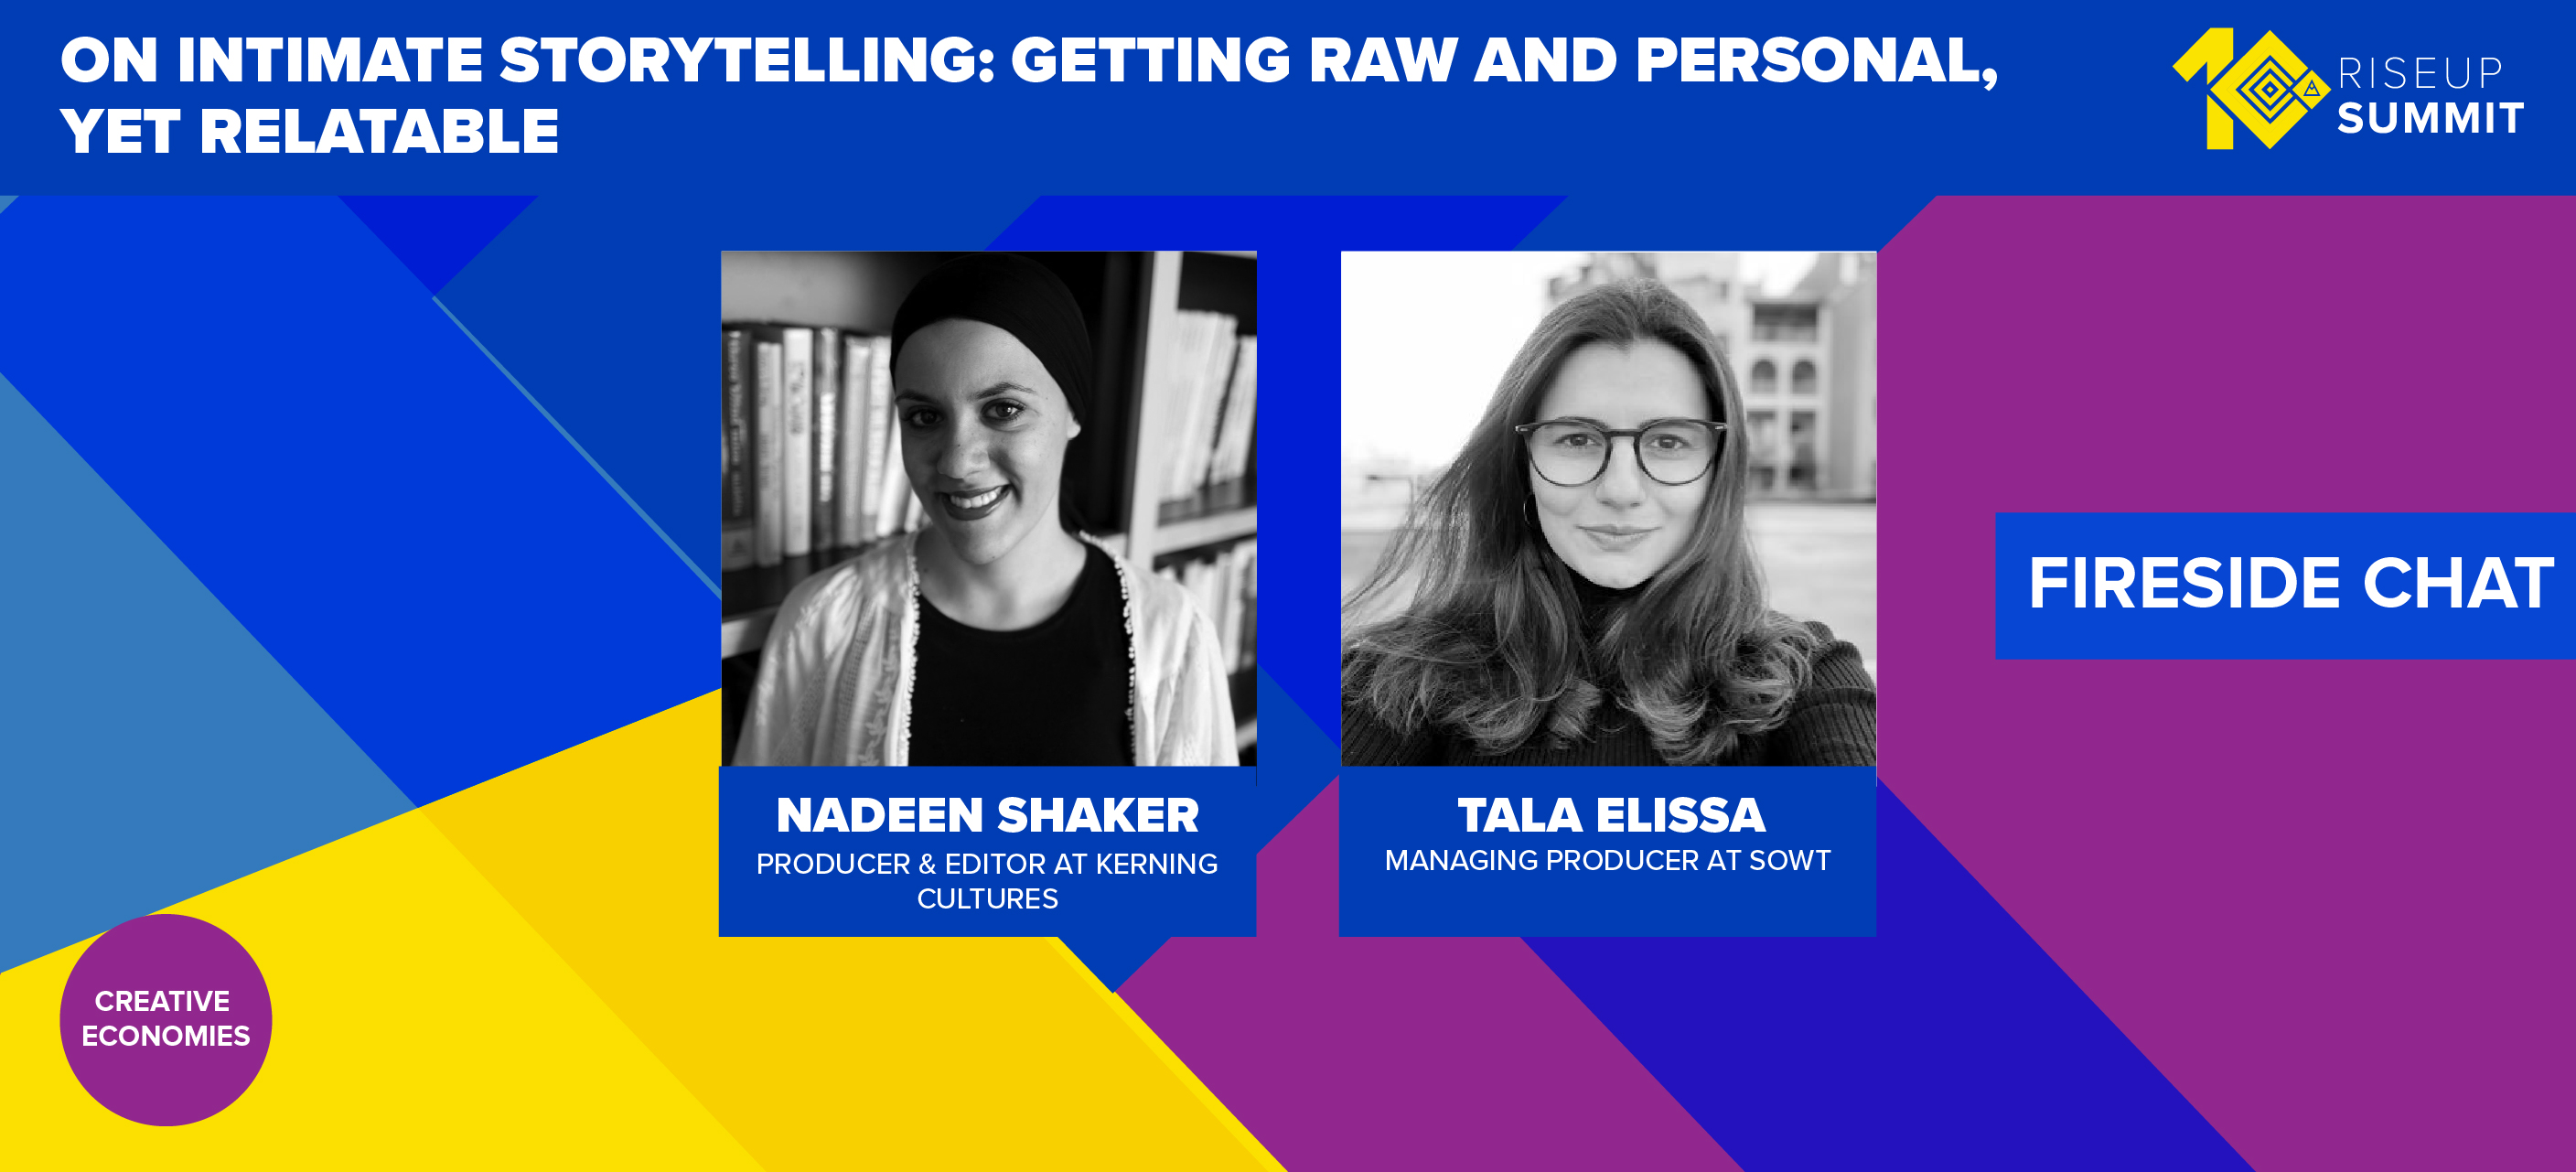 ON INTIMATE STORYTELLING: GETTING RAW AND PERSONAL,
YET RELATABLE
10
RISEUP
SUMMIT
FIRESIDE CHAT
NADEEN SHAKER
PRODUCER & EDITOR AT KERNING
CULTURES
TALA ELISSA
MANAGING PRODUCER AT SOWT
CREATIVE
ECONOMIES